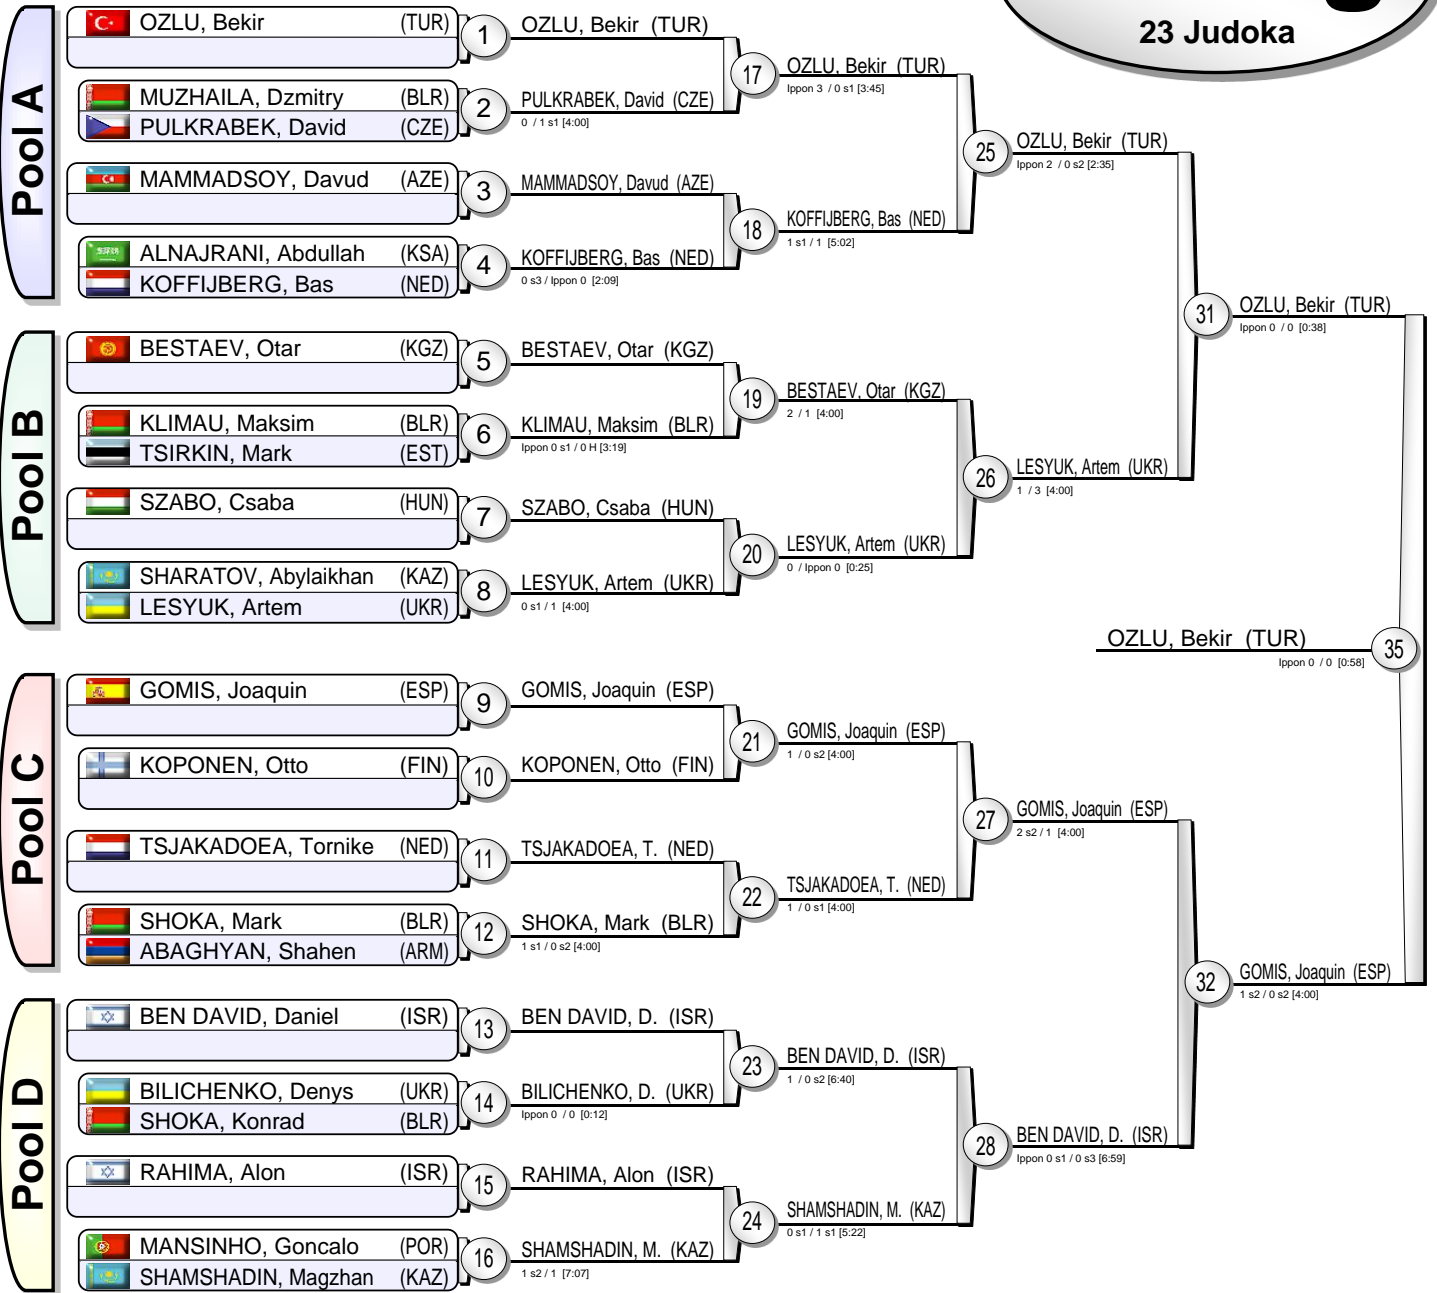 23 Judoka
Pool A
OZLU, Bekir (TUR)
MUZHAILA, Dzmitry (BLR)
PULKRABEK, David (CZE)
MAMMADSOY, Davud (AZE)
ALNAJRANI, Abdullah (KSA)
KOFFIJBERG, Bas (NED)
Pool B
BESTAEV, Otar (KGZ)
KLIMAU, Maksim (BLR)
TSIRKIN, Mark (EST)
SZABO, Csaba (HUN)
SHARATOV, Abylaikhan (KAZ)
LESYUK, Artem (UKR)
Pool C
GOMIS, Joaquin (ESP)
KOPONEN, Otto (FIN)
TSJAKADOEA, Tornike (NED)
SHOKA, Mark (BLR)
ABAGHYAN, Shahen (ARM)
Pool D
BEN DAVID, Daniel (ISR)
BILICHENKO, Denys (UKR)
SHOKA, Konrad (BLR)
RAHIMA, Alon (ISR)
MANSINHO, Goncalo (POR)
SHAMSHADIN, Magzhan (KAZ)
1 OZLU, Bekir (TUR)
2 PULKRABEK, David (CZE)
0 / 1 s1 [4:00]
3 MAMMADSOY, Davud (AZE)
4 KOFFIJBERG, Bas (NED)
0 s3 / Ippon 0 [2:09]
5 BESTAEV, Otar (KGZ)
6 KLIMAU, Maksim (BLR)
Ippon 0 s1 / 0 H [3:19]
7 SZABO, Csaba (HUN)
8 LESYUK, Artem (UKR)
0 s1 / 1 [4:00]
9 GOMIS, Joaquin (ESP)
10 KOPONEN, Otto (FIN)
11 TSJAKADOEA, T. (NED)
12 SHOKA, Mark (BLR)
1 s1 / 0 s2 [4:00]
13 BEN DAVID, D. (ISR)
14 BILICHENKO, D. (UKR)
Ippon 0 / 0 [0:12]
15 RAHIMA, Alon (ISR)
16 SHAMSHADIN, M. (KAZ)
1 s2 / 1 [7:07]
17 OZLU, Bekir (TUR)
Ippon 3 / 0 s1 [3:45]
18 KOFFIJBERG, Bas (NED)
1 s1 / 1 [5:02]
19 BESTAEV, Otar (KGZ)
2 / 1 [4:00]
20 LESYUK, Artem (UKR)
0 / Ippon 0 [0:25]
21 GOMIS, Joaquin (ESP)
1 / 0 s2 [4:00]
22 TSJAKADOEA, T. (NED)
1 / 0 s1 [4:00]
23 BEN DAVID, D. (ISR)
1 / 0 s2 [6:40]
24 SHAMSHADIN, M. (KAZ)
0 s1 / 1 s1 [5:22]
25 OZLU, Bekir (TUR)
Ippon 2 / 0 s2 [2:35]
26 LESYUK, Artem (UKR)
1 / 3 [4:00]
27 GOMIS, Joaquin (ESP)
2 s2 / 1 [4:00]
28 BEN DAVID, D. (ISR)
Ippon 0 s1 / 0 s3 [6:59]
31 OZLU, Bekir (TUR)
Ippon 0 / 0 [0:38]
32 GOMIS, Joaquin (ESP)
1 s2 / 0 s2 [4:00]
OZLU, Bekir (TUR) 35
Ippon 0 / 0 [0:58]